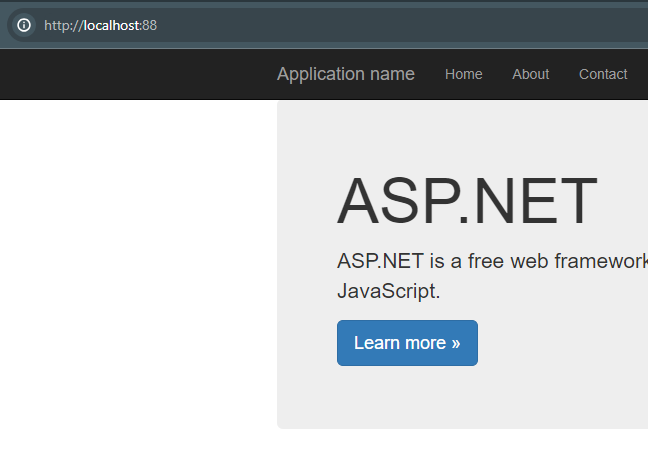 http://localhost:88
Application name Home About Contact
ASP.NET
ASP.NET is a free web framework
JavaScript.
Learn more »